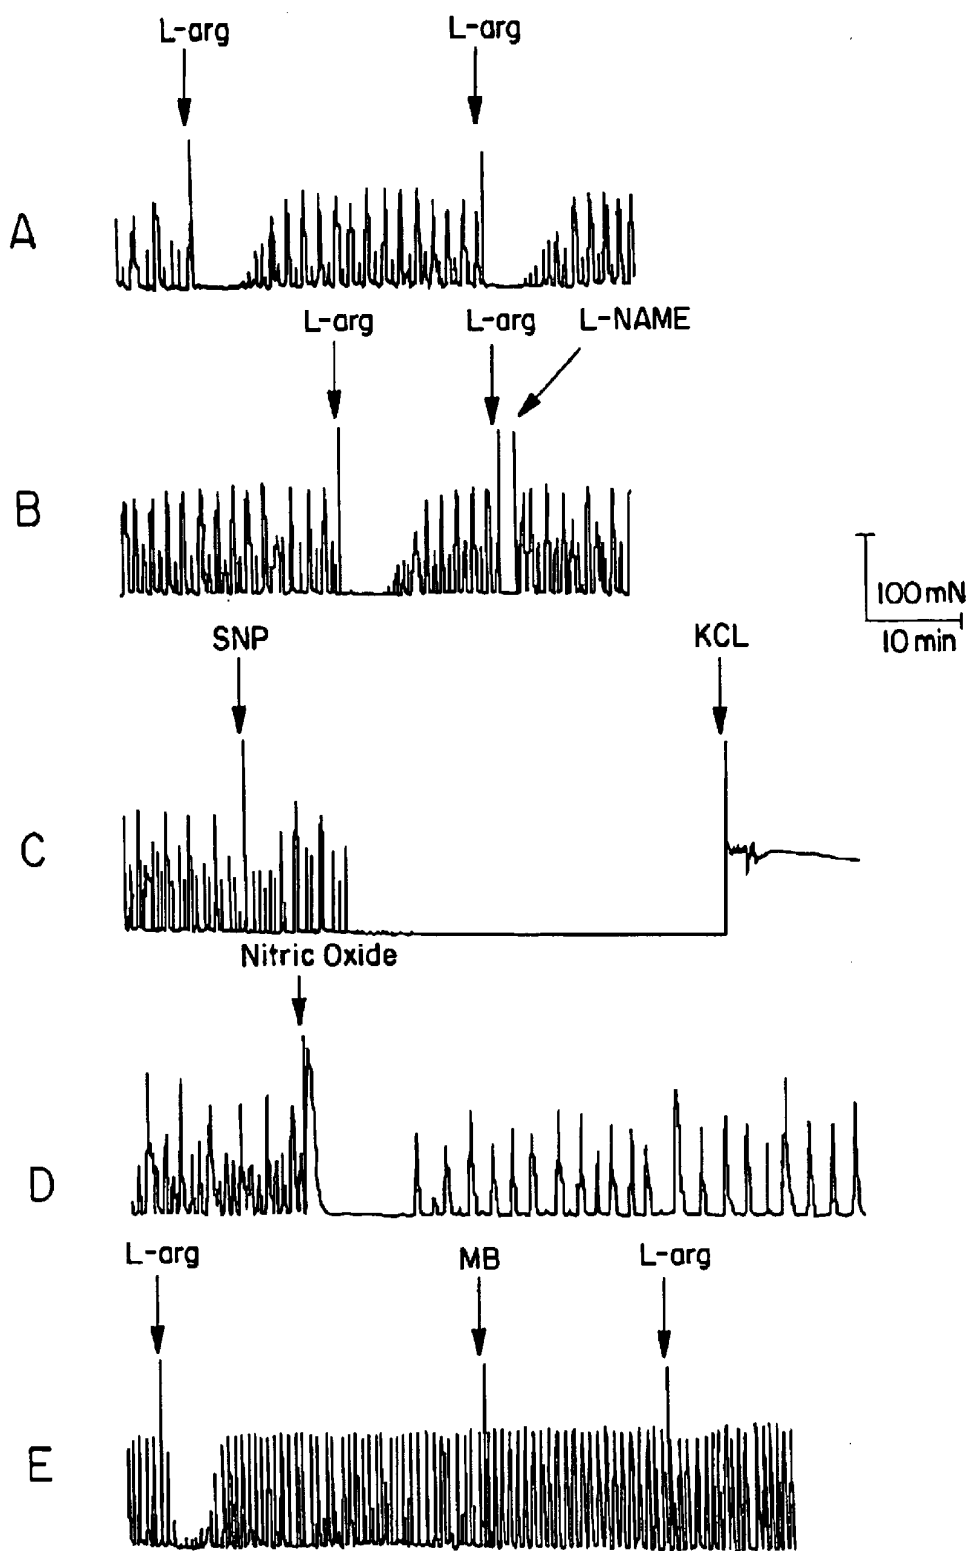 L-arg L-arg
A
L-arg L-arg L-NAME
B
100 mN
10 min
SNP KCL
C
Nitric Oxide
D
L-arg MB L-arg
E